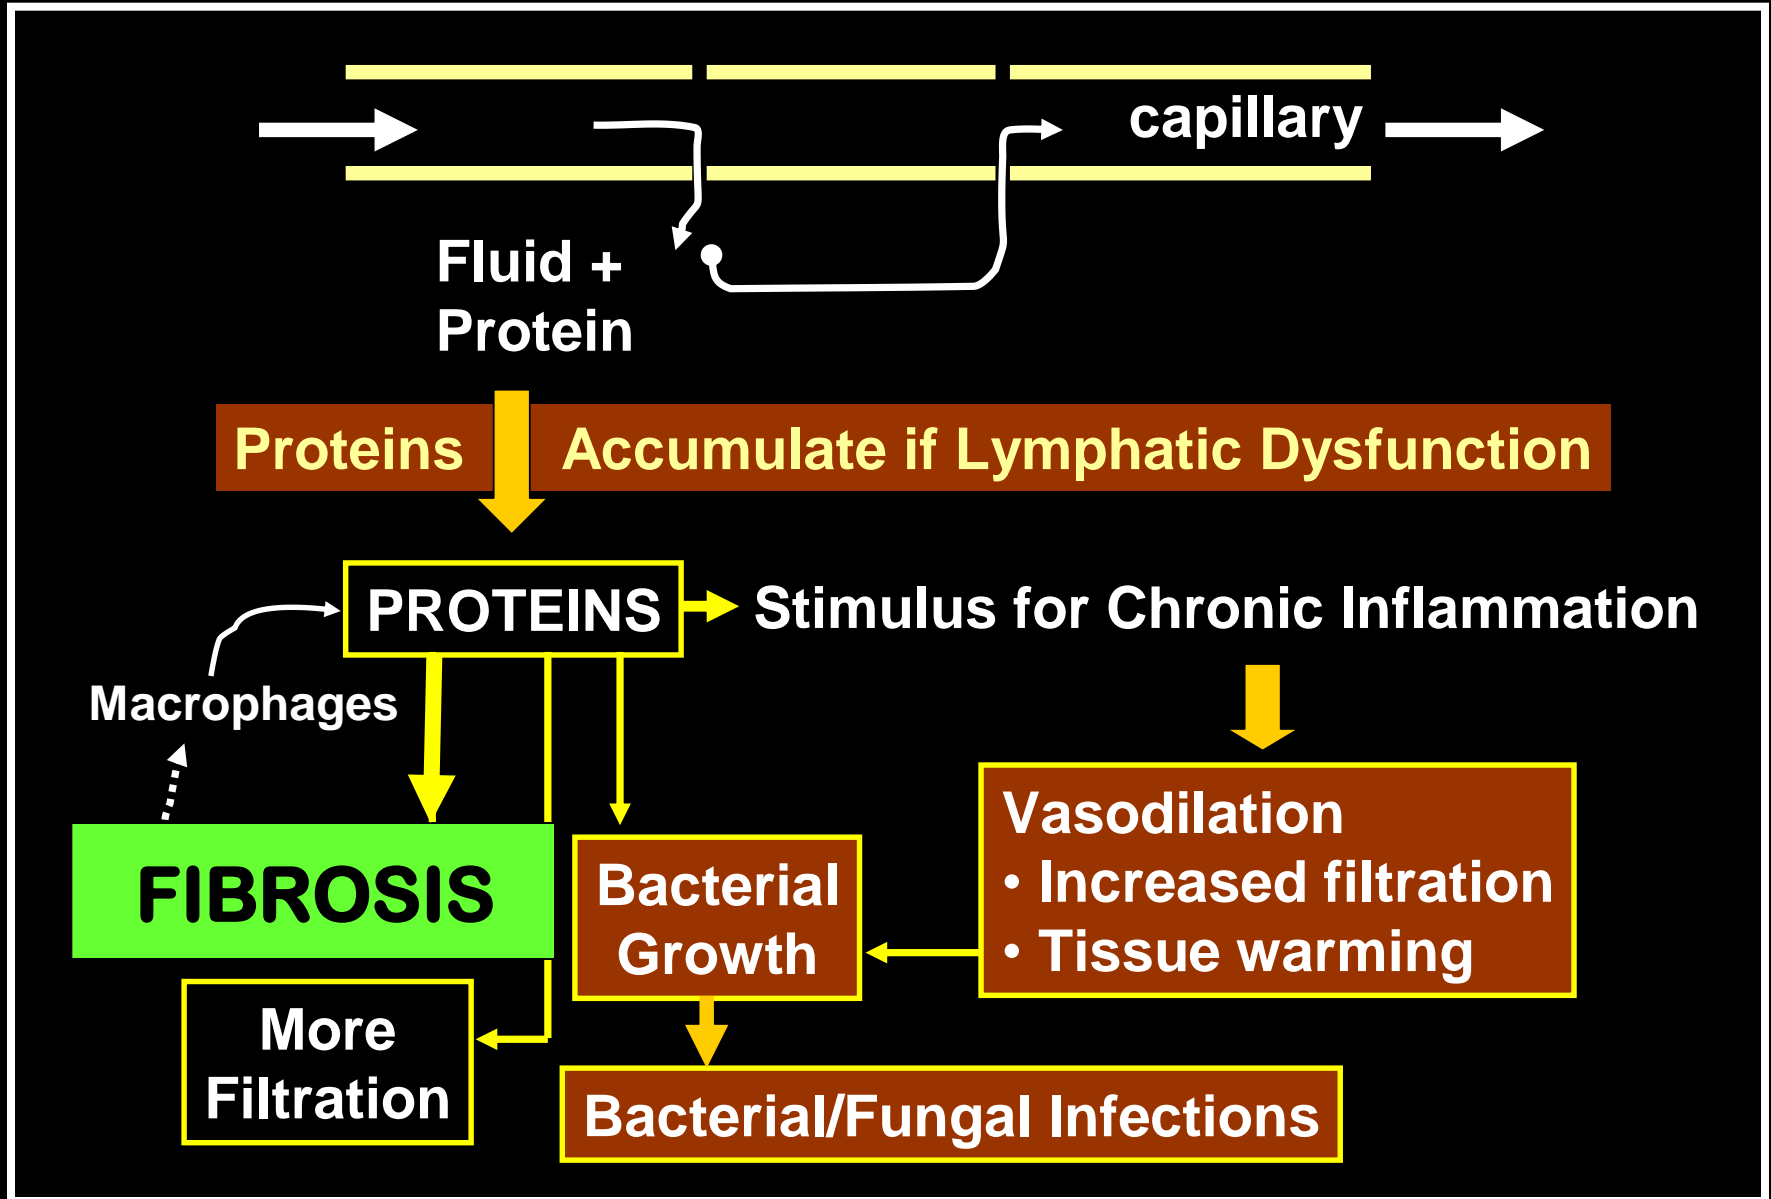 capillary
Fluid +
Protein
Proteins Accumulate if Lymphatic Dysfunction
PROTEINS
Stimulus for Chronic Inflammation
Macrophages
FIBROSIS
Bacterial
Growth
Vasodilation
• Increased filtration
• Tissue warming
More
Filtration
Bacterial/Fungal Infections